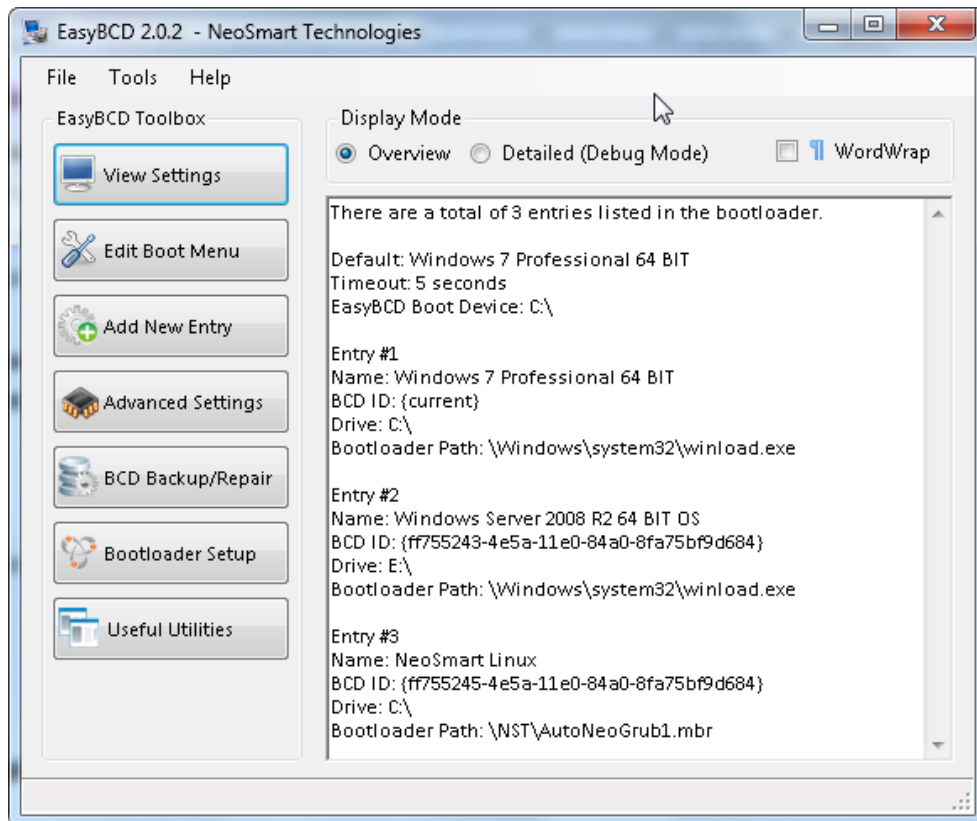 EasyBCD 2.0.2 - NeoSmart Technologies
File Tools Help
EasyBCD Toolbox
View Settings
Edit Boot Menu
Add New Entry
Advanced Settings
BCD Backup/Repair
Bootloader Setup
Useful Utilities
Display Mode
Overview Detailed (Debug Mode) ¶ WordWrap
There are a total of 3 entries listed in the bootloader.
Default: Windows 7 Professional 64 BIT
Timeout: 5 seconds
EasyBCD Boot Device: C:\
Entry #1
Name: Windows 7 Professional 64 BIT
BCD ID: {current}
Drive: C:\
Bootloader Path: \Windows\system32\winload.exe
Entry #2
Name: Windows Server 2008 R2 64 BIT OS
BCD ID: {ff755243-4e5a-11e0-84a0-8fa75bf9d684}
Drive: E:\
Bootloader Path: \Windows\system32\winload.exe
Entry #3
Name: NeoSmart Linux
BCD ID: {ff755245-4e5a-11e0-84a0-8fa75bf9d684}
Drive: C:\
Bootloader Path: \NST\AutoNeoGrub1.mbr